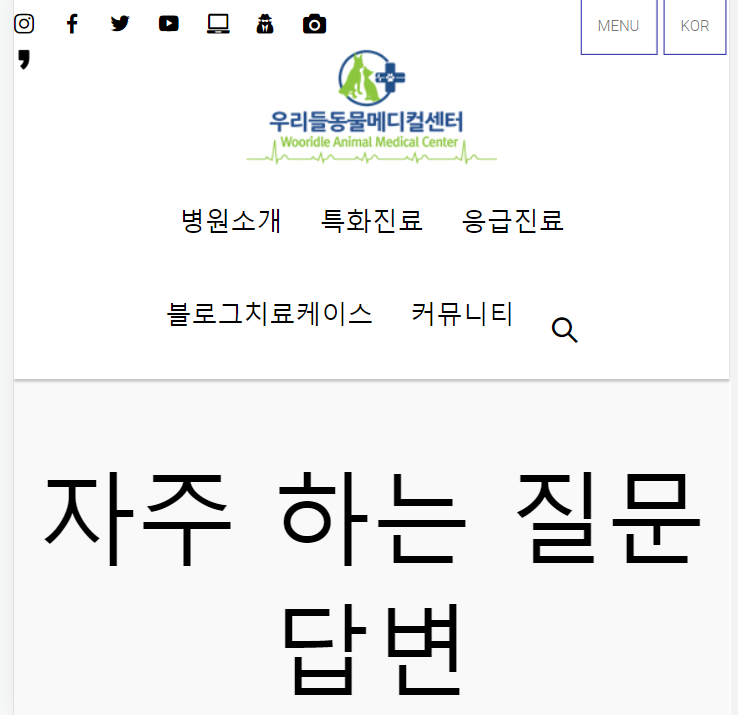 MENU KOR
우리들동물메디컬센터
Wooridle Animal Medical Center
병원소개 특화진료 응급진료
블로그치료케이스 커뮤니티
자주 하는 질문
답변